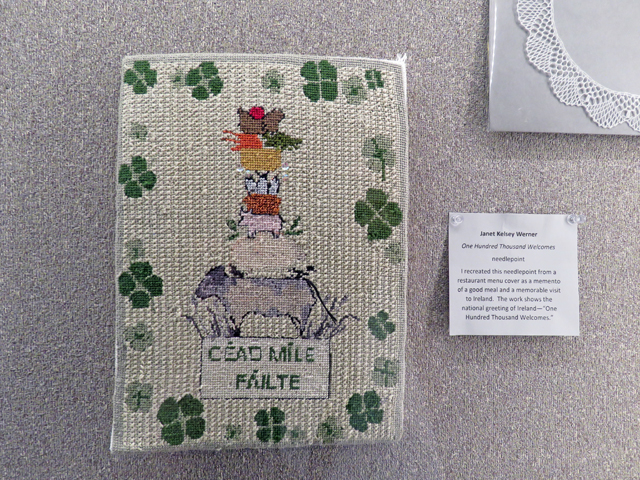 CÉAD MÍLE
FÁILTE
Janet Kelsey Werner
One Hundred Thousand Welcomes
needlepoint
I recreated this needlepoint from a
restaurant menu cover as a memento
of a good meal and a memorable visit
to Ireland. The work shows the
national greeting of Ireland—"One
Hundred Thousand Welcomes."